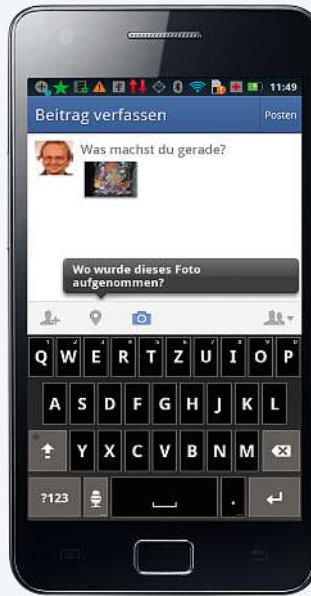 11:49
Beitrag verfassen Posten
Was machst du gerade?
Wo wurde dieses Foto
aufgenommen?
Q W E R T Z U I O P
A S D F G H J K L
Y X C V B N M
?123 .